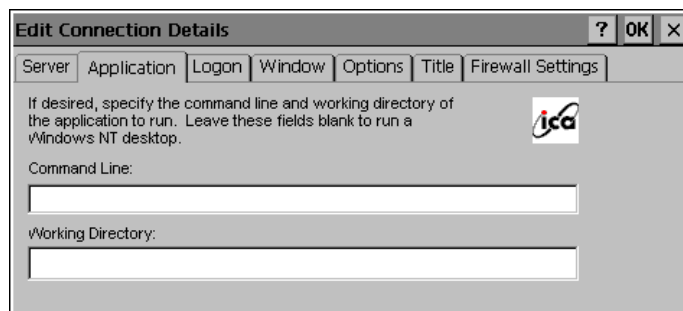 Edit Connection Details ? OK ×
Server Application Logon Window Options Title Firewall Settings
If desired, specify the command line and working directory of
the application to run. Leave these fields blank to run a
Windows NT desktop.
ica
Command Line:
Working Directory: